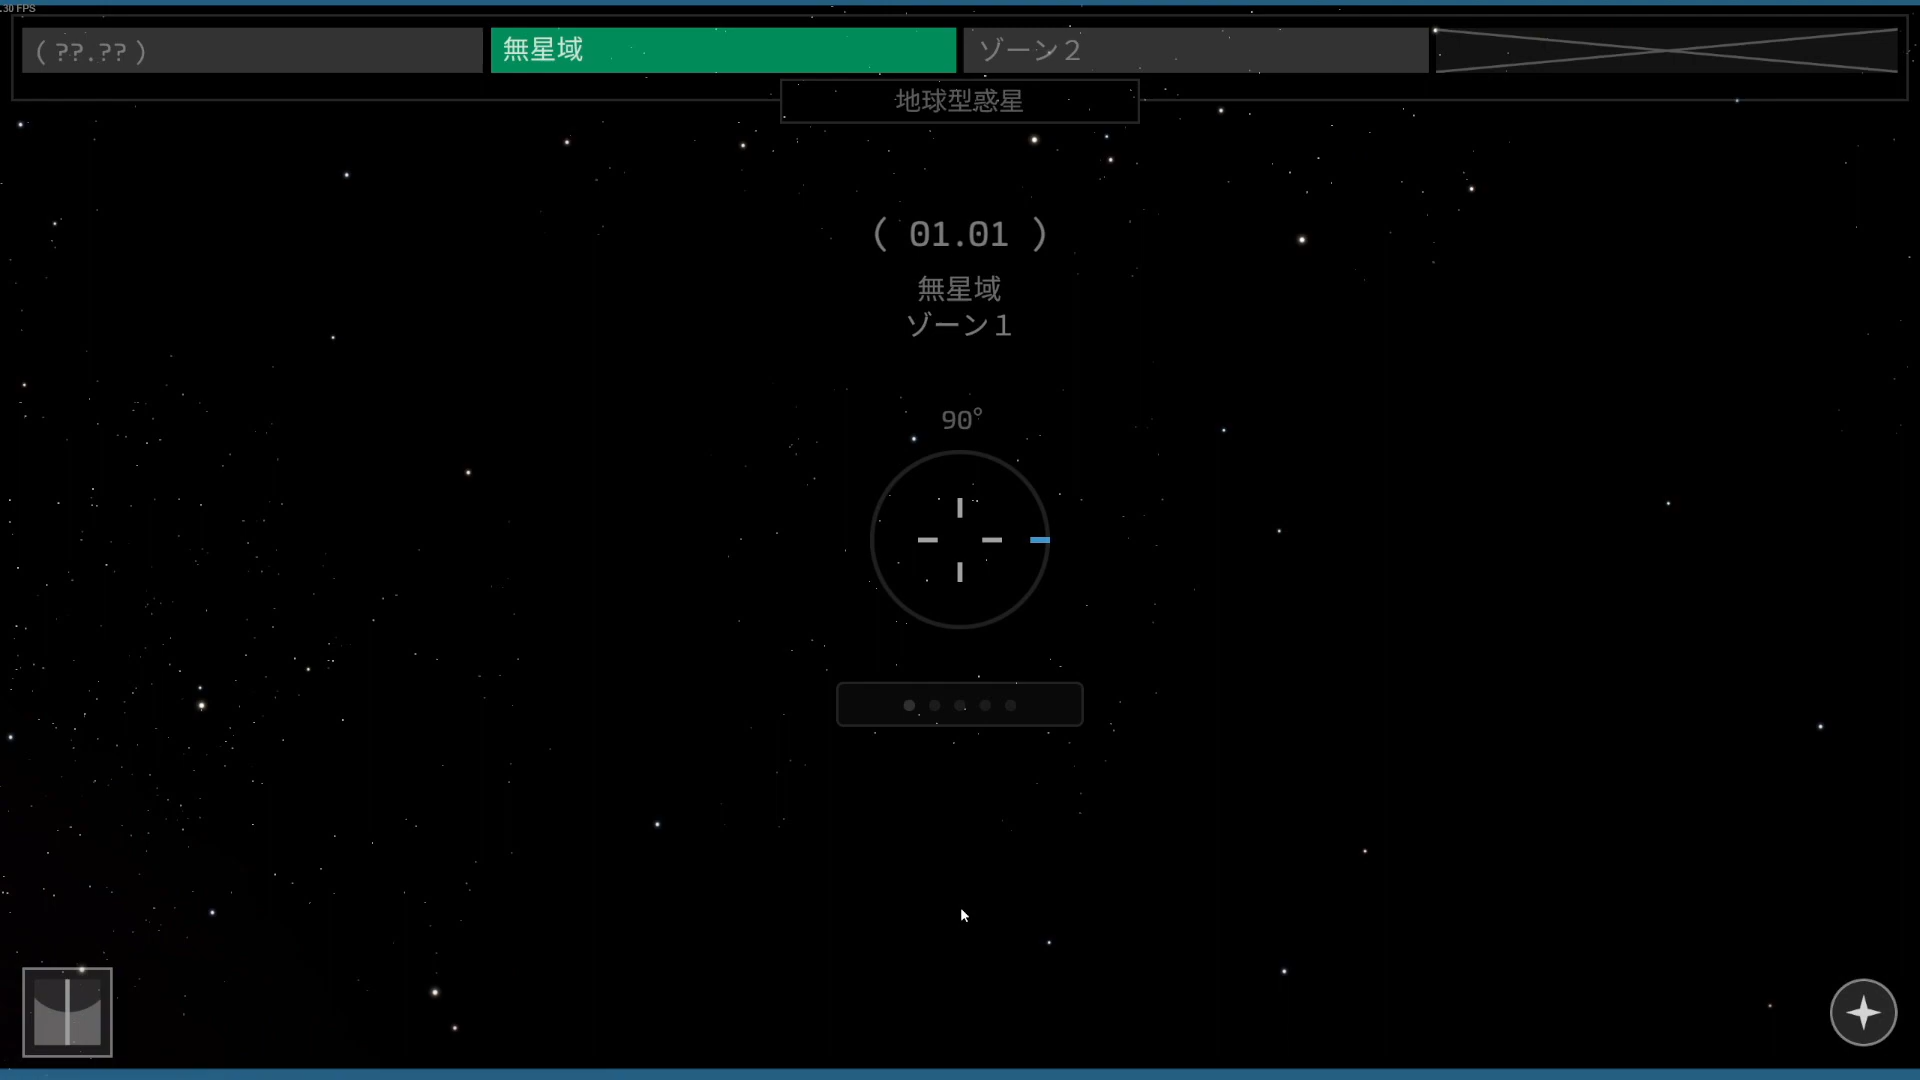 .30 FPS
( ??.?? )
無星域
ゾーン２
地球型惑星
( 01.01 )
無星域
ゾーン１
90°